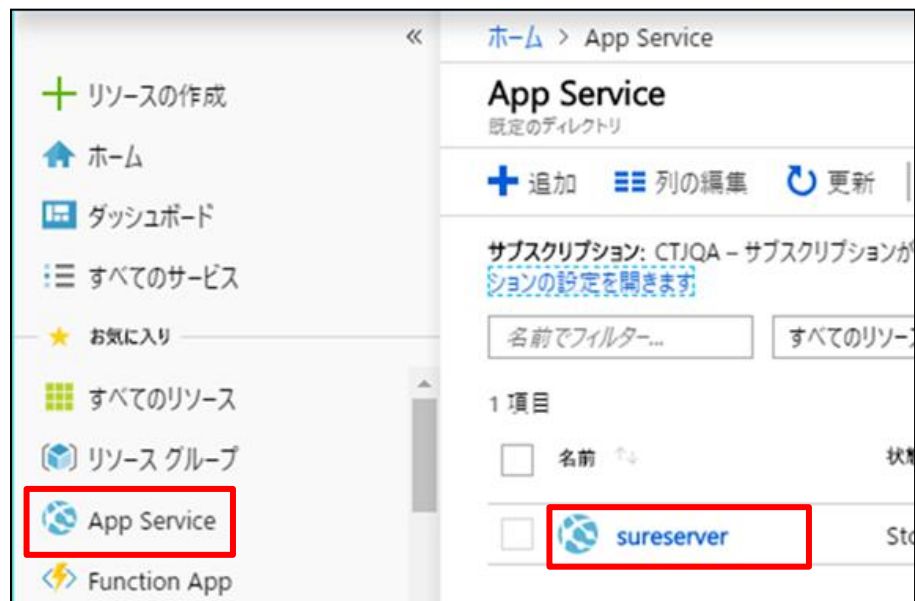 «
リソースの作成
ホーム
ダッシュボード
すべてのサービス
お気に入り
すべてのリソース
リソース グループ
App Service
Function App
ホーム > App Service
App Service
既定のディレクトリ
追加 列の編集 更新
サブスクリプション: CTJQA – サブスクリプションが
ションの設定を開きます
名前でフィルター... すべてのリソー
1 項目
名前 ↑↓ 状
sureserver Sto